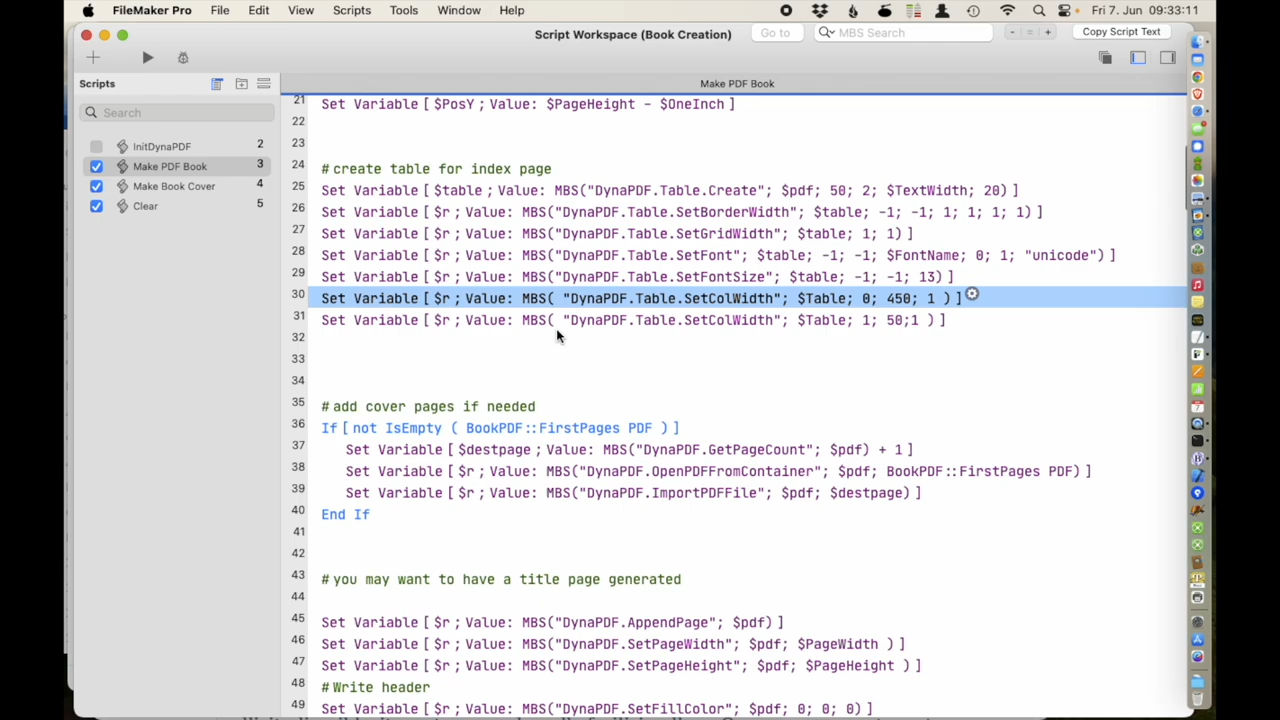 FileMaker Pro File Edit View Scripts Tools Window Help Fri 7. Jun 09:33:11
Script Workspace (Book Creation) Go to MBS Search - = + Copy Script Text
Scripts Make PDF Book
Search
InitDynaPDF 2
Make PDF Book 3
Make Book Cover 4
Clear 5
21 Set Variable [ $PosY ; Value: $PageHeight - $OneInch ]
22
23
24 # create table for index page
25 Set Variable [ $table ; Value: MBS("DynaPDF.Table.Create"; $pdf; 50; 2; $TextWidth; 20) ]
26 Set Variable [ $r ; Value: MBS("DynaPDF.Table.SetBorderWidth"; $table; -1; -1; 1; 1; 1; 1) ]
27 Set Variable [ $r ; Value: MBS("DynaPDF.Table.SetGridWidth"; $table; 1; 1) ]
28 Set Variable [ $r ; Value: MBS("DynaPDF.Table.SetFont"; $table; -1; -1; $FontName; 0; 1; "unicode") ]
29 Set Variable [ $r ; Value: MBS("DynaPDF.Table.SetFontSize"; $table; -1; -1; 13) ]
30 Set Variable [ $r ; Value: MBS( "DynaPDF.Table.SetColWidth"; $Table; 0; 450; 1 ) ]
31 Set Variable [ $r ; Value: MBS( "DynaPDF.Table.SetColWidth"; $Table; 1; 50;1 ) ]
32
33
34
35 # add cover pages if needed
36 If [ not IsEmpty ( BookPDF::FirstPages PDF ) ]
37 Set Variable [ $destpage ; Value: MBS("DynaPDF.GetPageCount"; $pdf) + 1 ]
38 Set Variable [ $r ; Value: MBS("DynaPDF.OpenPDFFromContainer"; $pdf; BookPDF::FirstPages PDF) ]
39 Set Variable [ $r ; Value: MBS("DynaPDF.ImportPDFFile"; $pdf; $destpage) ]
40 End If
41
42
43 # you may want to have a title page generated
44
45 Set Variable [ $r ; Value: MBS("DynaPDF.AppendPage"; $pdf) ]
46 Set Variable [ $r ; Value: MBS("DynaPDF.SetPageWidth"; $pdf; $PageWidth ) ]
47 Set Variable [ $r ; Value: MBS("DynaPDF.SetPageHeight"; $pdf; $PageHeight ) ]
48 # Write header
49 Set Variable [ $r ; Value: MBS("DynaPDF.SetFillColor"; $pdf; 0; 0; 0) ]